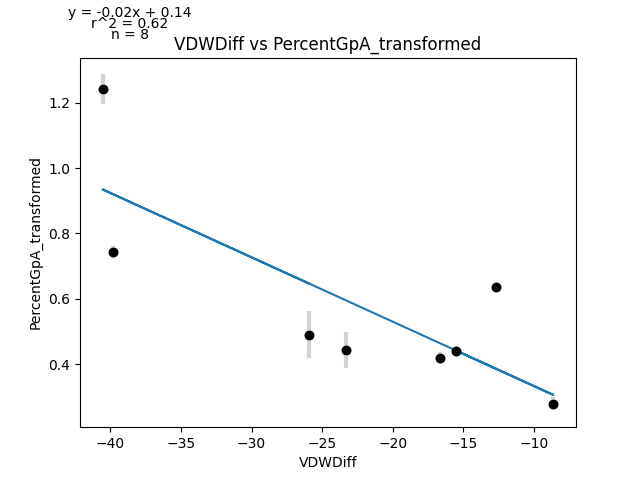 y = -0.02x + 0.14
r^2 = 0.62
n = 8
VDWDiff vs PercentGpA_transformed
PercentGpA_transformed
1.2
1.0
0.8
0.6
0.4
−40
−35
−30
−25
−20
−15
−10
VDWDiff